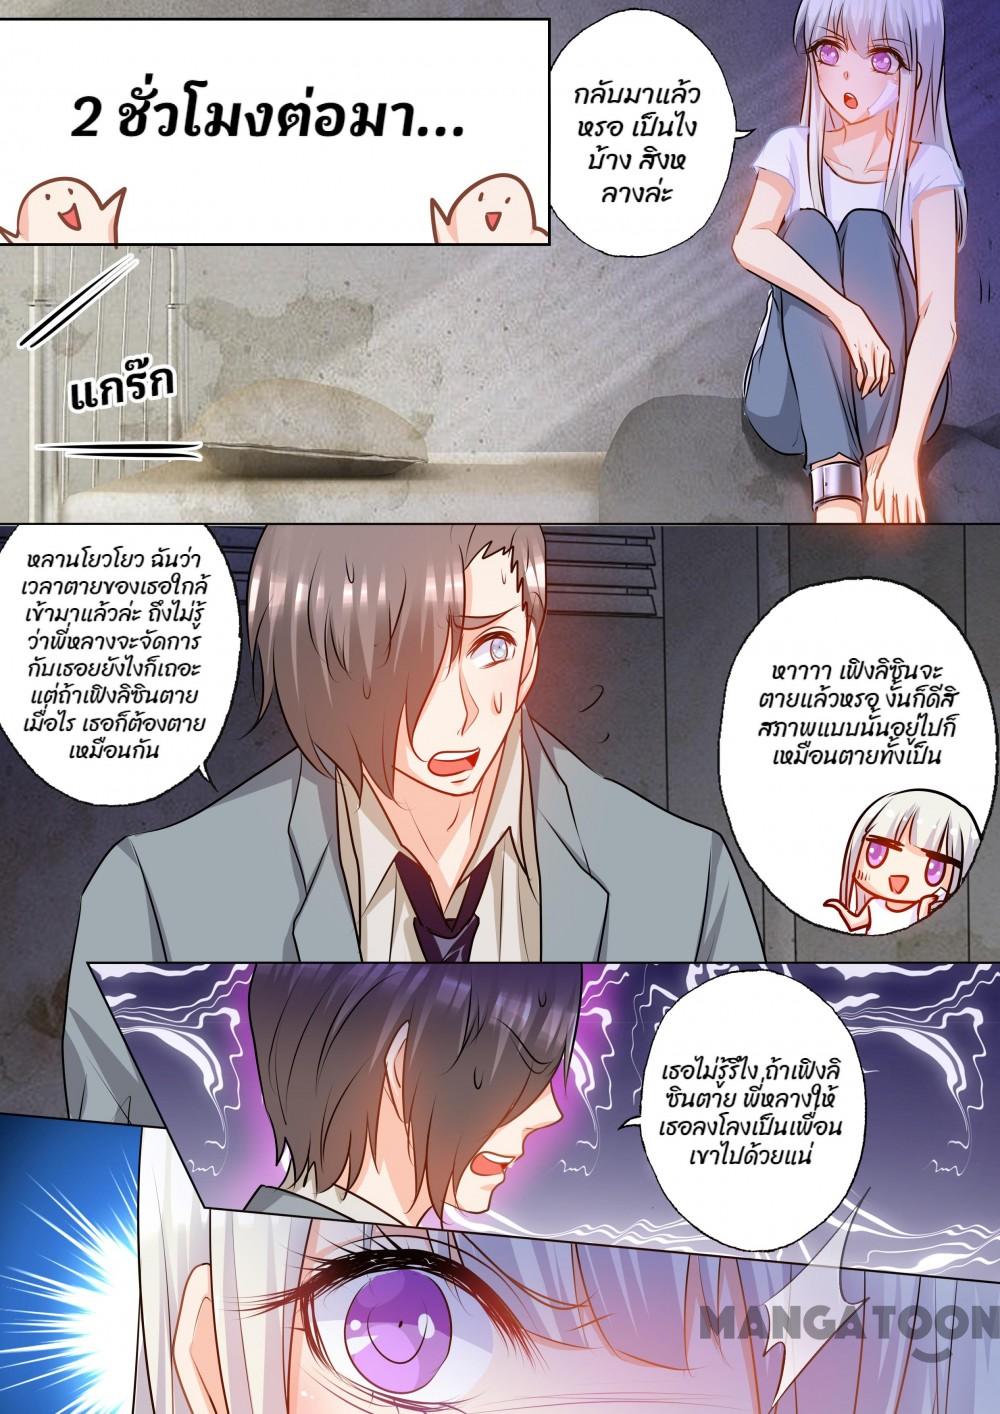 2 ชั่วโมงต่อมา...
กลับมาแล้ว
หรอ เป็นไง
บ้าง สิงห
ลางล่ะ
แกร๊ก
หลานโยวโยว ฉันว่า
เวลาตายของเธอใกล้
เข้ามาแล้วล่ะ ถึงไม่รู้
ว่าพี่หลางจะจัดการ
กับเธอยังไงก็เถอะ
แต่ถ้าเฟิงลิซินตาย
เมื่อไร เธอก็ต้องตาย
เหมือนกัน
หาาาา เฟิงลิซินจะ
ตายแล้วหรอ งั้นก็ดีสิ
สภาพแบบนั้นอยู่ไปก็
เหมือนตายทั้งเป็น
เธอไม่รู้รึไง ถ้าเฟิงลิ
ซินตาย พี่หลางให้
เธอลงโลงเป็นเพื่อน
เขาไปด้วยแน่
MANGATOON